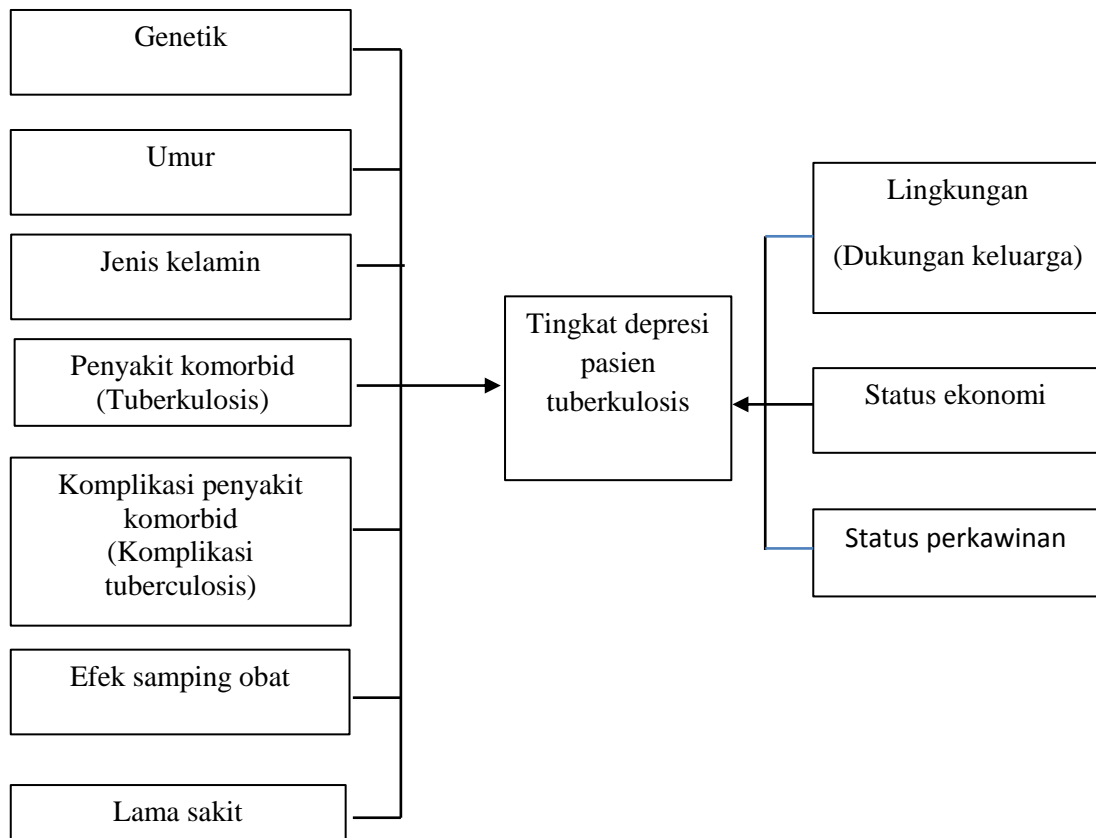 Genetik
Umur
Jenis kelamin
Penyakit komorbid
(Tuberkulosis)
Komplikasi penyakit
komorbid
(Komplikasi
tuberculosis)
Efek samping obat
Lama sakit
Tingkat depresi
pasien
tuberkulosis
Lingkungan
(Dukungan keluarga)
Status ekonomi
Status perkawinan